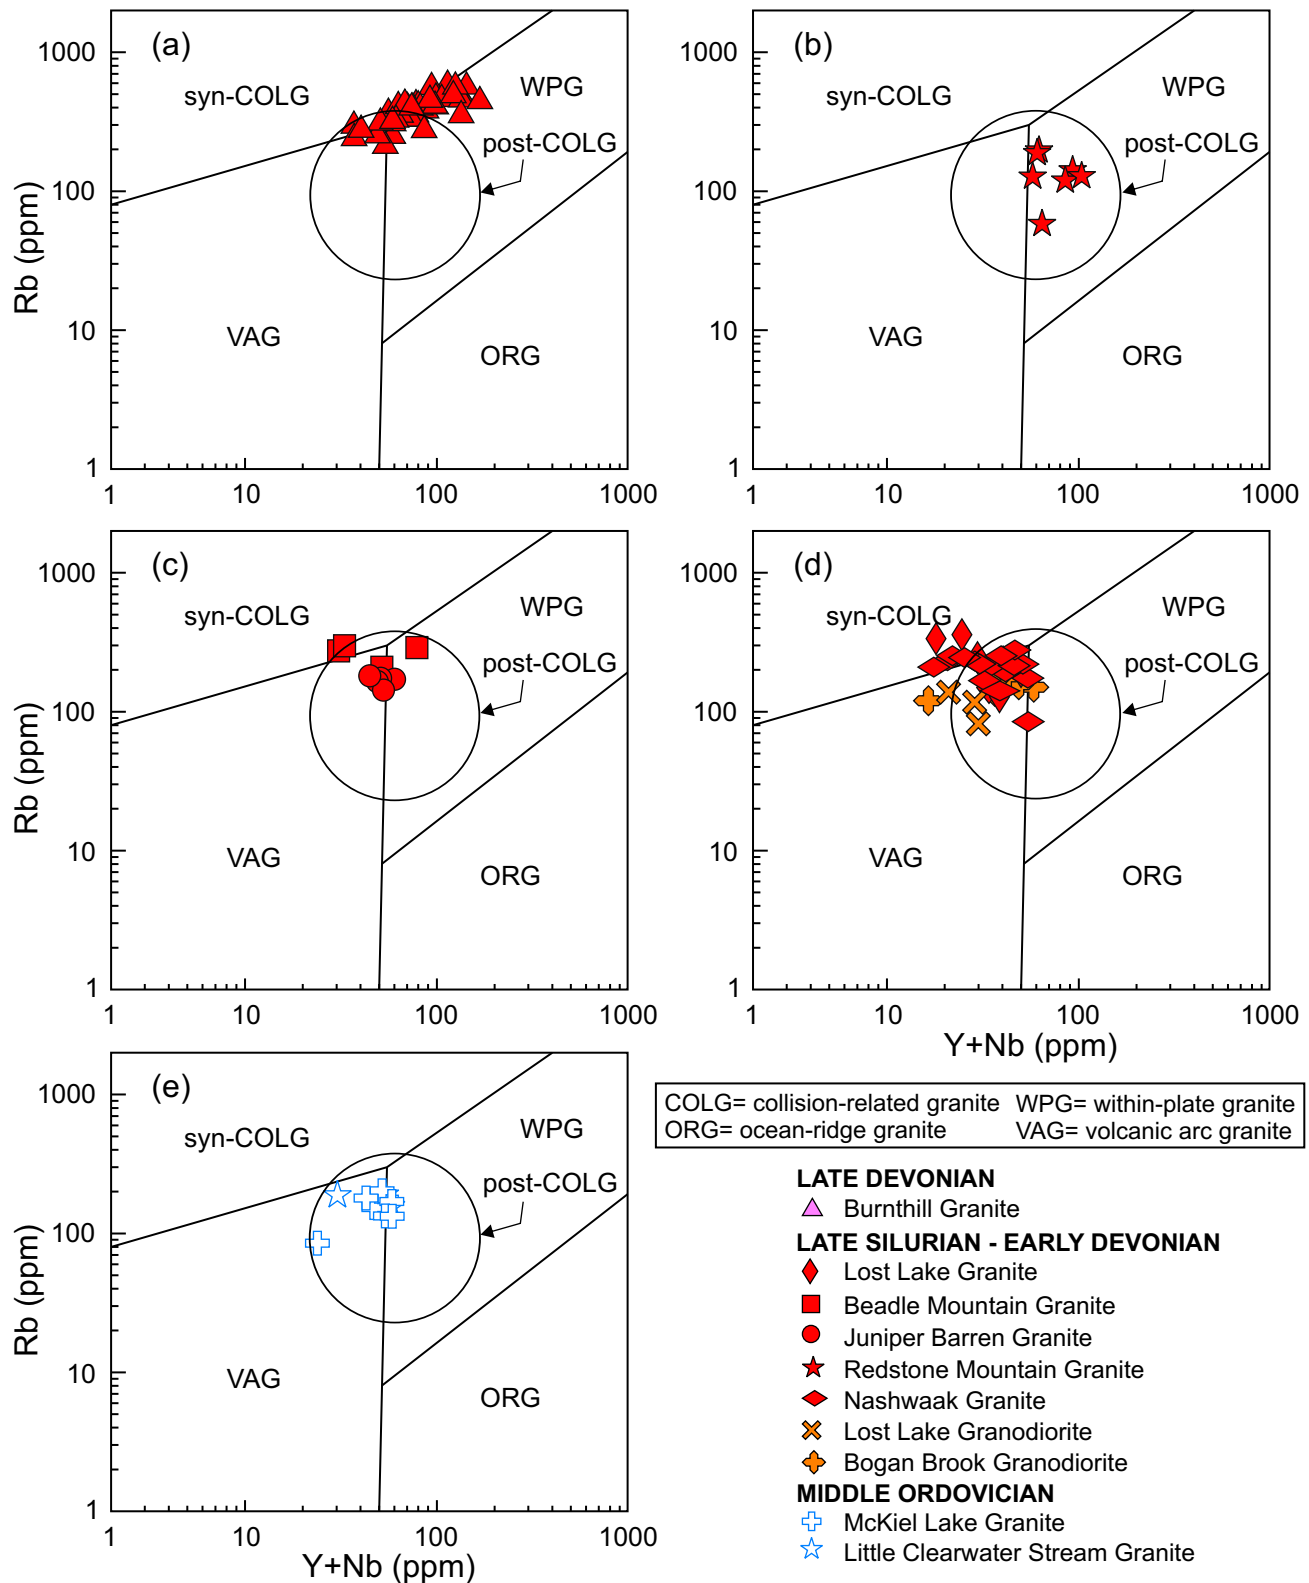 (a)
1000
100
10
1
Rb (ppm)
syn-COLG
WPG
post-COLG
VAG
ORG
1 10 100 1000
(b)
1000
100
10
1
syn-COLG
WPG
post-COLG
VAG
ORG
1 10 100 1000
(c)
1000
100
10
1
Rb (ppm)
syn-COLG
WPG
post-COLG
VAG
ORG
1 10 100 1000
(d)
1000
100
10
1
syn-COLG
WPG
post-COLG
VAG
ORG
1 10 100 1000
Y+Nb (ppm)
(e)
1000
100
10
1
Rb (ppm)
syn-COLG
WPG
post-COLG
VAG
ORG
1 10 100 1000
Y+Nb (ppm)
COLG= collision-related granite WPG= within-plate granite
ORG= ocean-ridge granite VAG= volcanic arc granite
LATE DEVONIAN
Burnthill Granite
LATE SILURIAN - EARLY DEVONIAN
Lost Lake Granite
Beadle Mountain Granite
Juniper Barren Granite
Redstone Mountain Granite
Nashwaak Granite
Lost Lake Granodiorite
Bogan Brook Granodiorite
MIDDLE ORDOVICIAN
McKiel Lake Granite
Little Clearwater Stream Granite